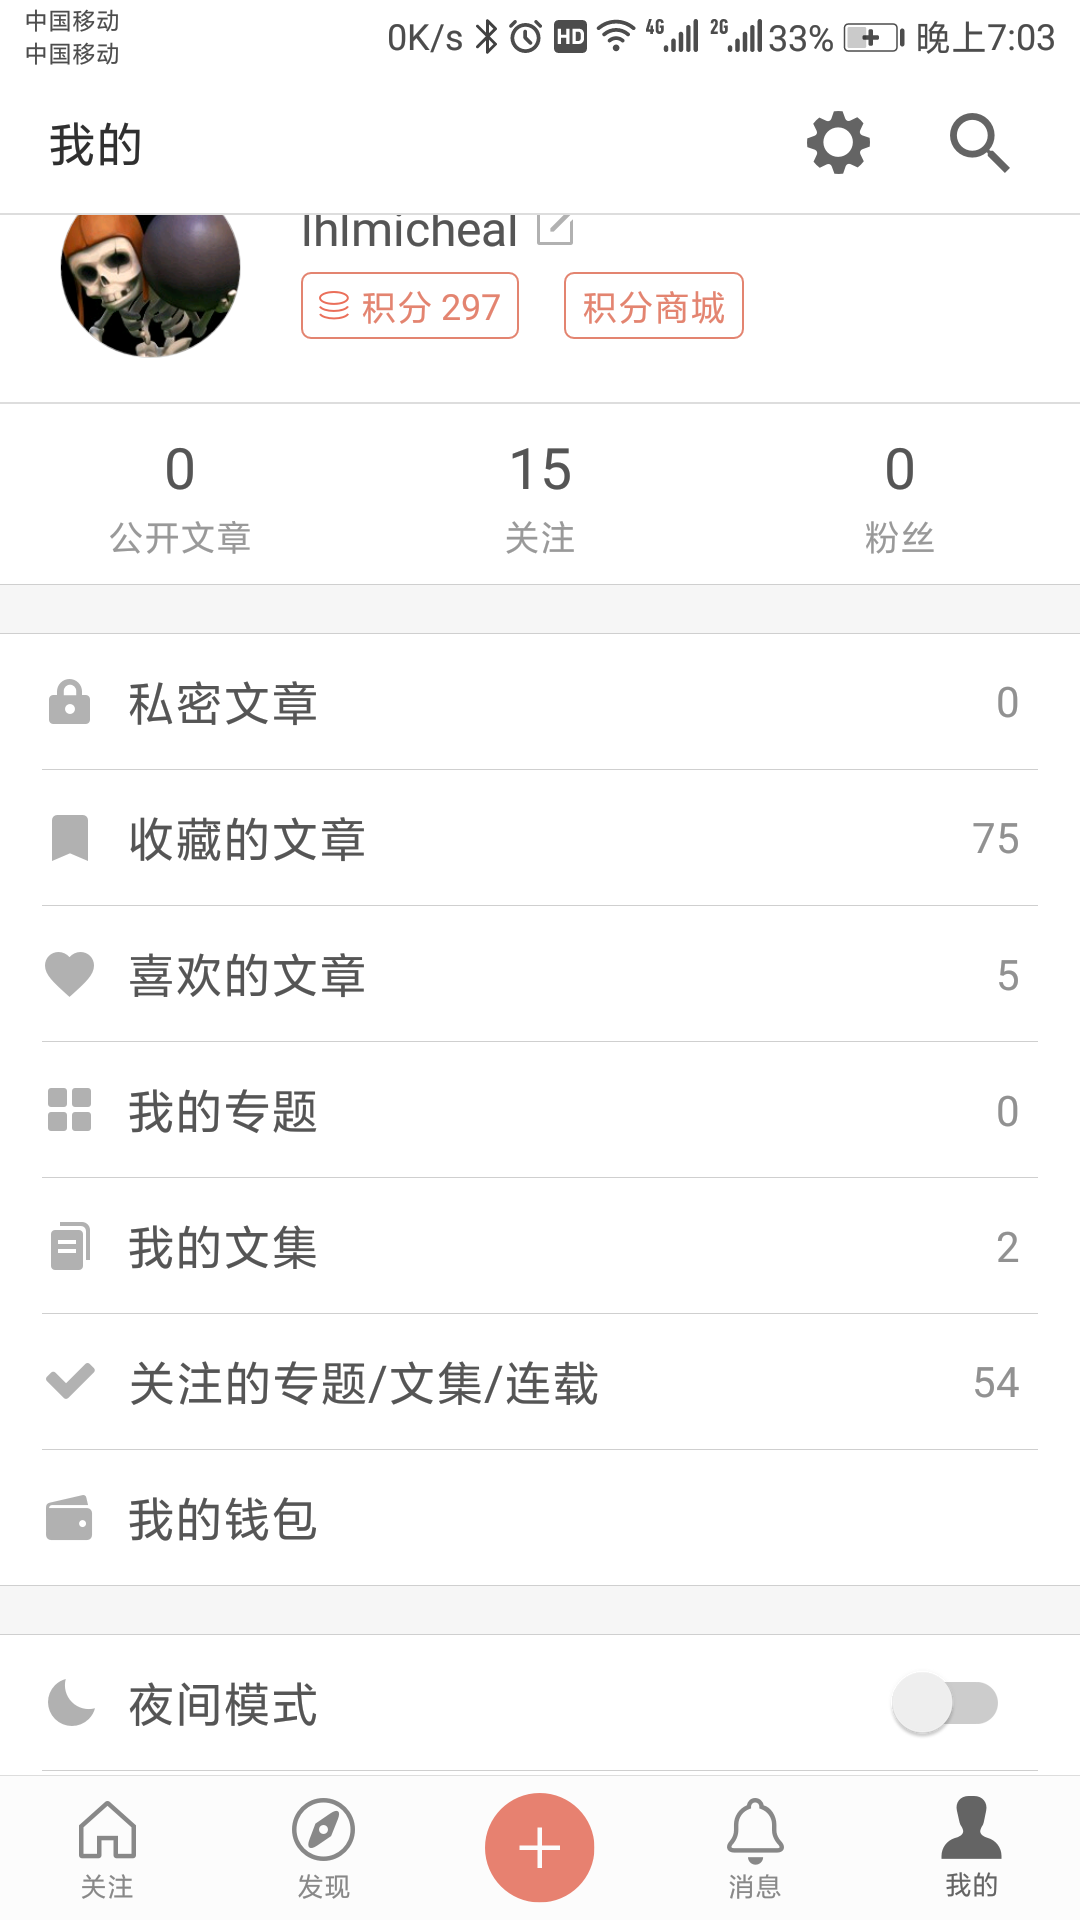 中国移动
中国移动
0K/s HD 4G 2G 33% 晚上7:03
我的
lhlmicheal
积分 297 积分商城
0 15 0
公开文章 关注 粉丝
私密文章 0
收藏的文章 75
喜欢的文章 5
我的专题 0
我的文集 2
关注的专题/文集/连载 54
我的钱包
夜间模式
关注 发现 消息 我的